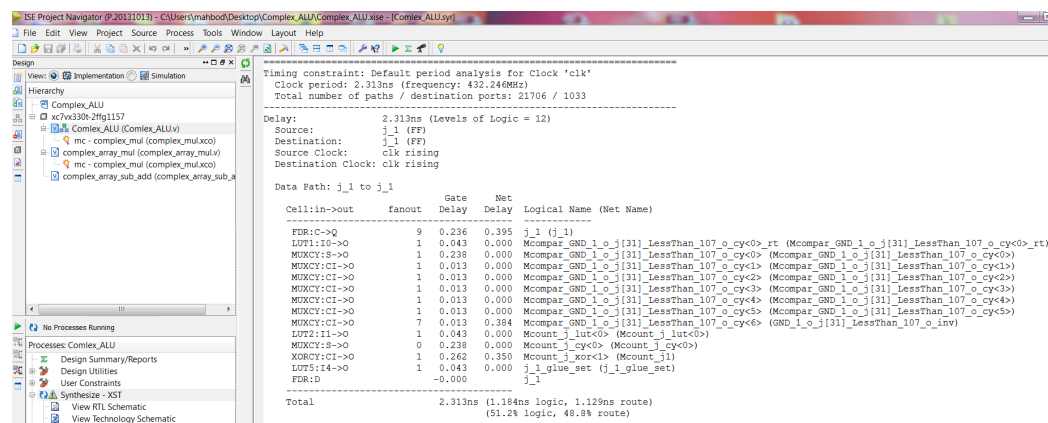 ISE Project Navigator (P.20131013) - C:\Users\mahbod\Desktop\Comlex_ALU\Complex_ALU.xise - [Comlex_ALU.syr]
File Edit View Project Source Process Tools Window Layout Help
Design
View: Implementation Simulation
Hierarchy
Complex_ALU
xc7vx330t-2ffg1157
Comlex_ALU (Comlex_ALU.v)
mc - complex_mul (complex_mul.xco)
complex_array_mul (complex_array_mul.v)
mc - complex_mul (complex_mul.xco)
complex_array_sub_add (complex_array_sub_a
No Processes Running
Processes: Comlex_ALU
Design Summary/Reports
Design Utilities
User Constraints
Synthesize - XST
View RTL Schematic
View Technology Schematic
=========================================================================
Timing constraint: Default period analysis for Clock 'clk'
Clock period: 2.313ns (frequency: 432.246MHz)
Total number of paths / destination ports: 21706 / 1033
-------------------------------------------------------------------------
Delay: 2.313ns (Levels of Logic = 12)
Source: j_1 (FF)
Destination: j_1 (FF)
Source Clock: clk rising
Destination Clock: clk rising
Data Path: j_1 to j_1
Gate Net
Cell:in->out fanout Delay Delay Logical Name (Net Name)
---------------------------------------- ------------
FDR:C->Q 9 0.236 0.395 j_1 (j_1)
LUT1:I0->O 1 0.043 0.000 Mcompar_GND_1_o_j[31]_LessThan_107_o_cy<0>_rt (Mcompar_GND_1_o_j[31]_LessThan_107_o_cy<0>_rt)
MUXCY:S->O 1 0.238 0.000 Mcompar_GND_1_o_j[31]_LessThan_107_o_cy<0> (Mcompar_GND_1_o_j[31]_LessThan_107_o_cy<0>)
MUXCY:CI->O 1 0.013 0.000 Mcompar_GND_1_o_j[31]_LessThan_107_o_cy<1> (Mcompar_GND_1_o_j[31]_LessThan_107_o_cy<1>)
MUXCY:CI->O 1 0.013 0.000 Mcompar_GND_1_o_j[31]_LessThan_107_o_cy<2> (Mcompar_GND_1_o_j[31]_LessThan_107_o_cy<2>)
MUXCY:CI->O 1 0.013 0.000 Mcompar_GND_1_o_j[31]_LessThan_107_o_cy<3> (Mcompar_GND_1_o_j[31]_LessThan_107_o_cy<3>)
MUXCY:CI->O 1 0.013 0.000 Mcompar_GND_1_o_j[31]_LessThan_107_o_cy<4> (Mcompar_GND_1_o_j[31]_LessThan_107_o_cy<4>)
MUXCY:CI->O 1 0.013 0.000 Mcompar_GND_1_o_j[31]_LessThan_107_o_cy<5> (Mcompar_GND_1_o_j[31]_LessThan_107_o_cy<5>)
MUXCY:CI->O 7 0.013 0.384 Mcompar_GND_1_o_j[31]_LessThan_107_o_cy<6> (GND_1_o_j[31]_LessThan_107_o_inv)
LUT2:I1->O 1 0.043 0.000 Mcount_j_lut<0> (Mcount_j_lut<0>)
MUXCY:S->O 0 0.238 0.000 Mcount_j_cy<0> (Mcount_j_cy<0>)
XORCY:CI->O 1 0.262 0.350 Mcount_j_xor<1> (Mcount_j1)
LUT5:I4->O 1 0.043 0.000 j_1_glue_set (j_1_glue_set)
FDR:D -0.000 j_1
----------------------------------------
Total 2.313ns (1.184ns logic, 1.129ns route)
(51.2% logic, 48.8% route)